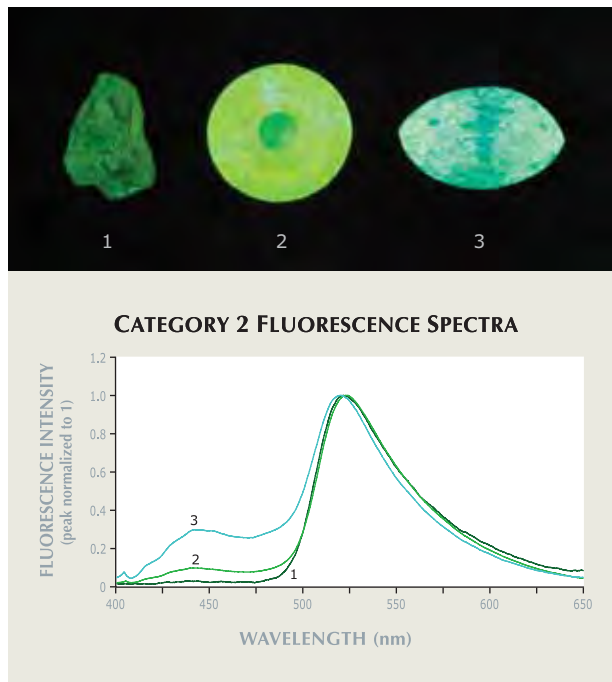 1 2 3
CATEGORY 2 FLUORESCENCE SPECTRA
FLUORESCENCE INTENSITY
(peak normalized to 1)
1.2
1.0
0.8
0.6
0.4
0.2
0
3
2
1
400 450 500 550 600 650
WAVELENGTH (nm)